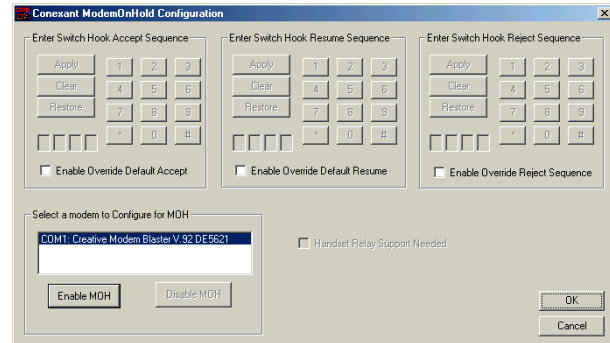 Conexant ModemOnHold Configuration
Enter Switch Hook Accept Sequence
Apply 1 2 3
Clear 4 5 6
Restore 7 8 9
* 0 #
Enable Override Default Accept
Enter Switch Hook Resume Sequence
Apply 1 2 3
Clear 4 5 6
Restore 7 8 9
* 0 #
Enable Override Default Resume
Enter Switch Hook Reject Sequence
Apply 1 2 3
Clear 4 5 6
Restore 7 8 9
* 0 #
Enable Override Reject Sequence
Select a modem to Configure for MOH
COM1: Creative Modem Blaster V.92 DE5621
Enable MOH Disable MOH
Handset Relay Support Needed
OK
Cancel